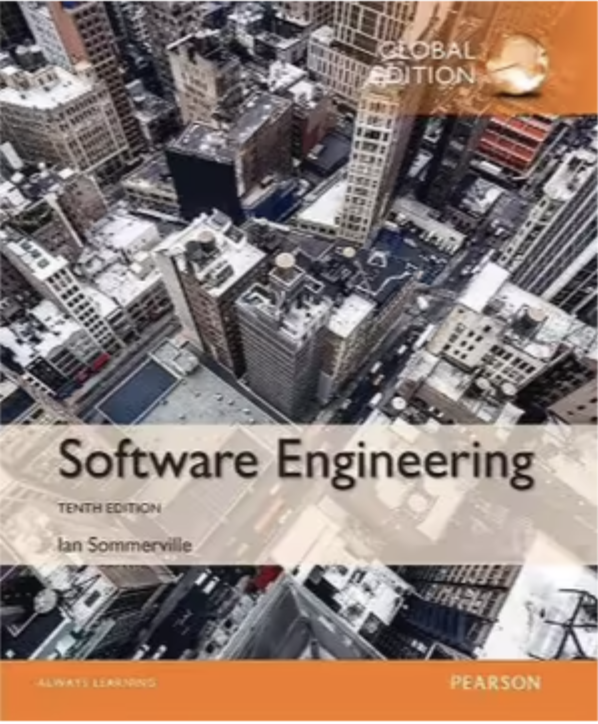 GLOBAL
EDITION
Software Engineering
TENTH EDITION
Ian Sommerville
ALWAYS LEARNING
PEARSON